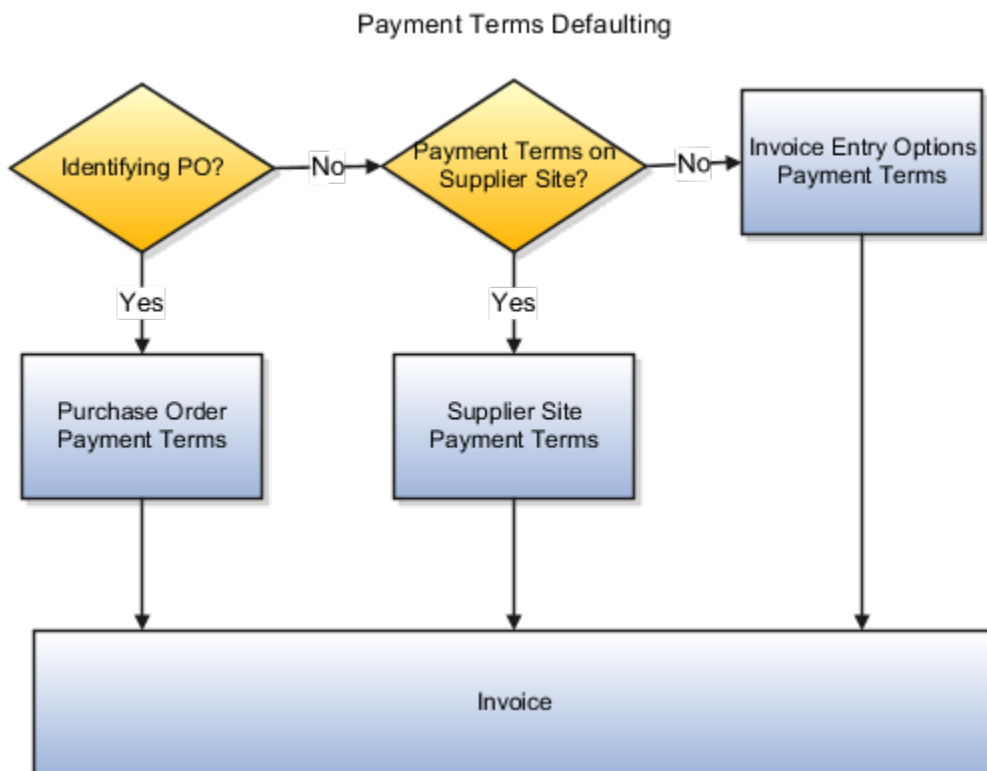 Payment Terms Defaulting
Identifying PO?
No
Payment Terms on
Supplier Site?
No
Invoice Entry Options
Payment Terms
Yes
Yes
Purchase Order
Payment Terms
Supplier Site
Payment Terms
Invoice